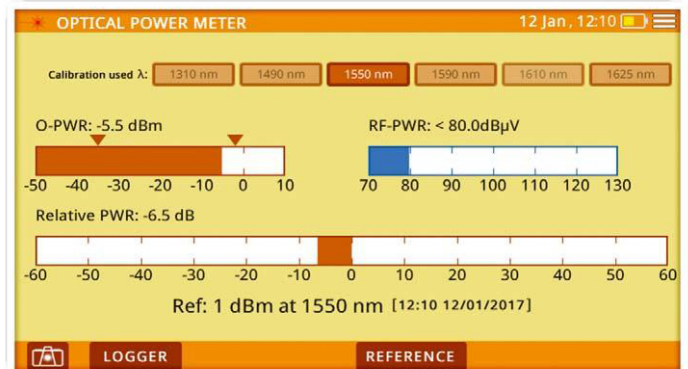 OPTICAL POWER METER 12 Jan, 12:10
Calibration used λ: 1310 nm 1490 nm 1550 nm 1590 nm 1610 nm 1625 nm
O-PWR: -5.5 dBm RF-PWR: < 80.0dBμV
-50 -40 -30 -20 -10 0 10 70 80 90 100 110 120 130
Relative PWR: -6.5 dB
-60 -50 -40 -30 -20 -10 0 10 20 30 40 50 60
Ref: 1 dBm at 1550 nm [12:10 12/01/2017]
LOGGER REFERENCE